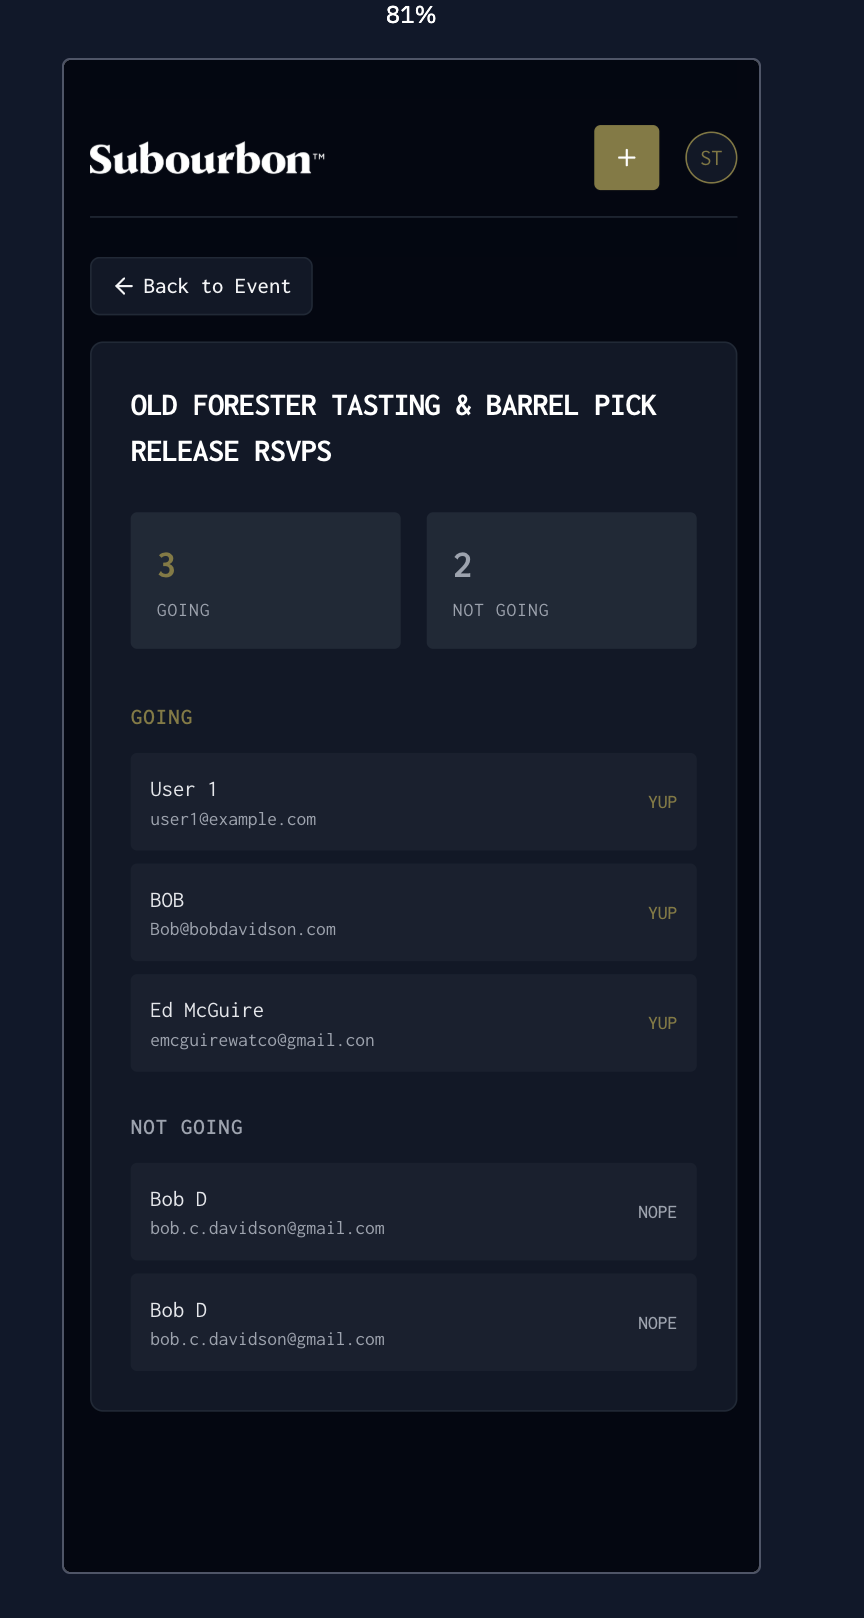 81%
Subourbon™
+
ST
← Back to Event
OLD FORESTER TASTING & BARREL PICK
RELEASE RSVPS
3
GOING
2
NOT GOING
GOING
User 1
user1@example.com
YUP
BOB
Bob@bobdavidson.com
YUP
Ed McGuire
emcguirewatco@gmail.con
YUP
NOT GOING
Bob D
bob.c.davidson@gmail.com
NOPE
Bob D
bob.c.davidson@gmail.com
NOPE